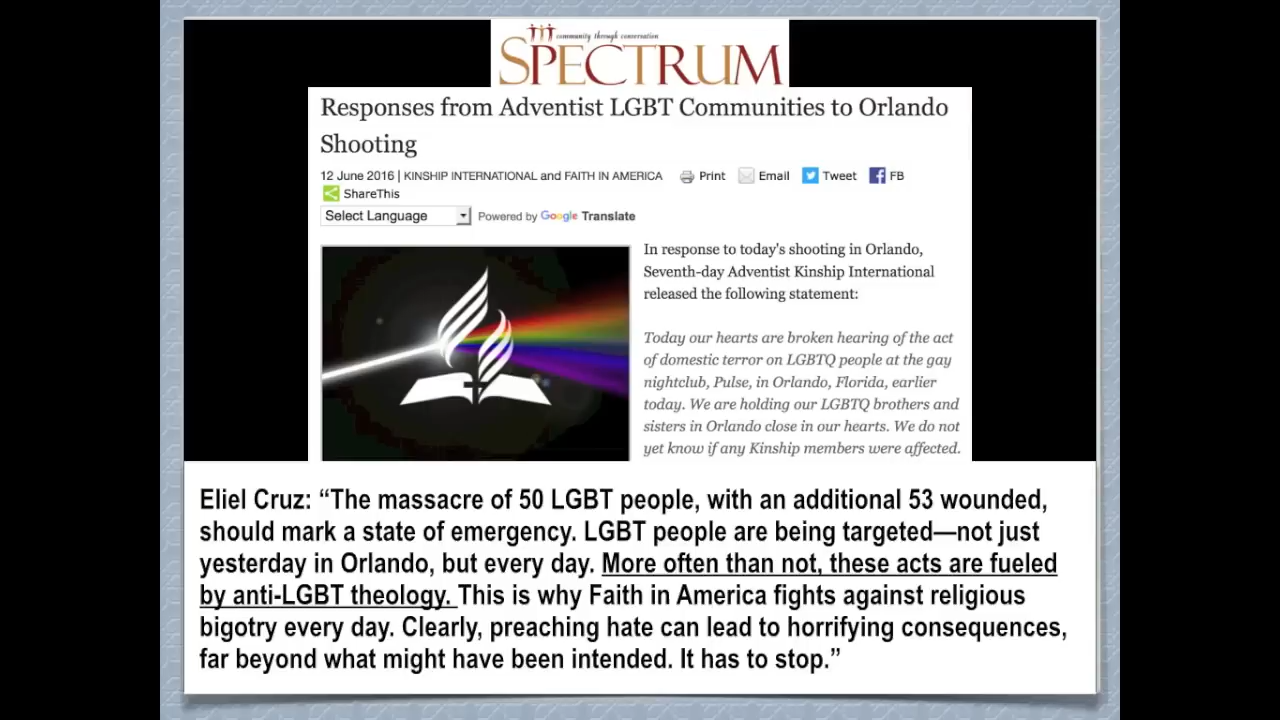 community through conversation
SPECTRUM
Responses from Adventist LGBT Communities to Orlando
Shooting
12 June 2016 | KINSHIP INTERNATIONAL and FAITH IN AMERICA Print Email Tweet FB
ShareThis
Select Language Powered by Google Translate
In response to today's shooting in Orlando,
Seventh-day Adventist Kinship International
released the following statement:
Today our hearts are broken hearing of the act
of domestic terror on LGBTQ people at the gay
nightclub, Pulse, in Orlando, Florida, earlier
today. We are holding our LGBTQ brothers and
sisters in Orlando close in our hearts. We do not
yet know if any Kinship members were affected.
Eliel Cruz: “The massacre of 50 LGBT people, with an additional 53 wounded,
should mark a state of emergency. LGBT people are being targeted—not just
yesterday in Orlando, but every day. More often than not, these acts are fueled
by anti-LGBT theology. This is why Faith in America fights against religious
bigotry every day. Clearly, preaching hate can lead to horrifying consequences,
far beyond what might have been intended. It has to stop.”